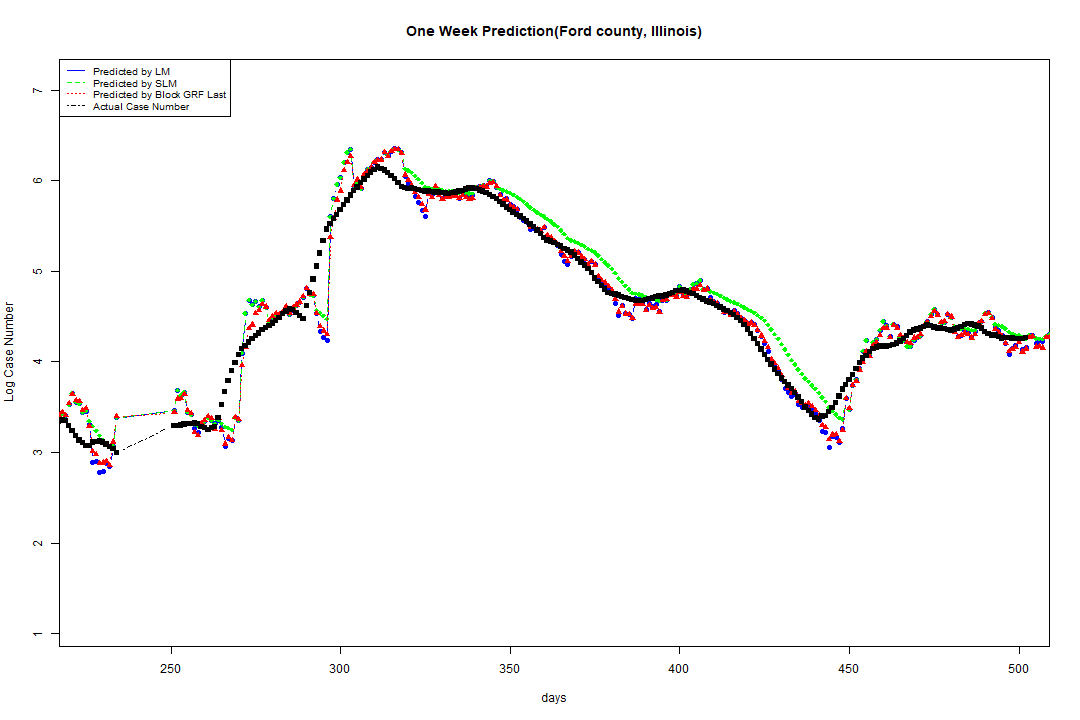 One Week Prediction(Ford county, Illinois)
Predicted by LM
Predicted by SLM
Predicted by Block GRF Last
Actual Case Number
7
6
5
4
3
2
1
Log Case Number
250 300 350 400 450 500
days